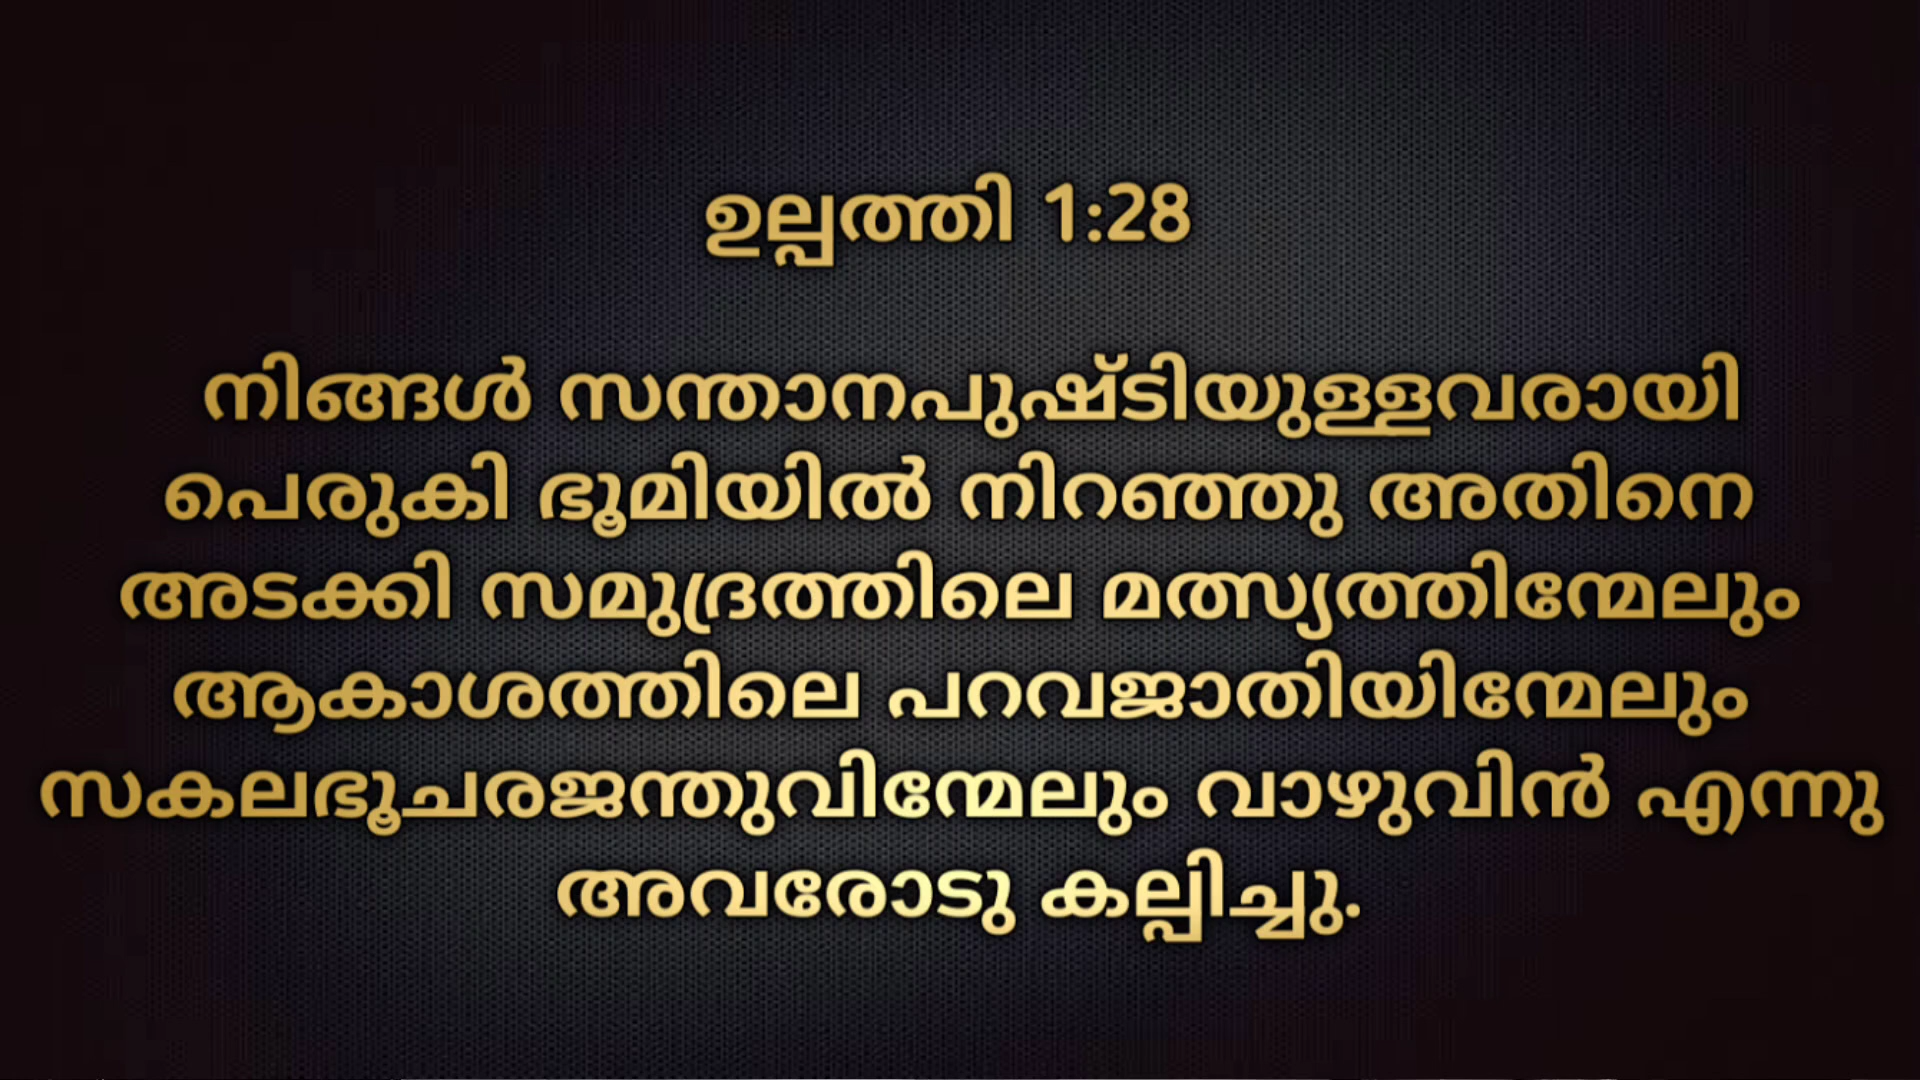 ഉല്പത്തി 1:28
നിങ്ങൾ സന്താനപുഷ്ടിയുള്ളവരായി
പെരുകി ഭൂമിയിൽ നിറഞ്ഞു അതിനെ
അടക്കി സമുദ്രത്തിലെ മത്സ്യത്തിന്മേലും
ആകാശത്തിലെ പറവജാതിയിന്മേലും
സകലഭൂചരജന്തുവിന്മേലും വാഴുവിൻ എന്നു
അവരോടു കല്പിച്ചു.